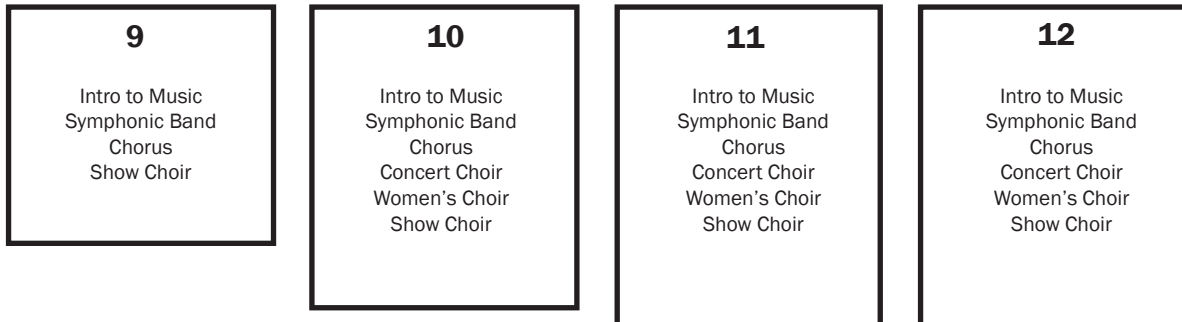 9
Intro to Music
Symphonic Band
Chorus
Show Choir
10
Intro to Music
Symphonic Band
Chorus
Concert Choir
Women's Choir
Show Choir
11
Intro to Music
Symphonic Band
Chorus
Concert Choir
Women's Choir
Show Choir
12
Intro to Music
Symphonic Band
Chorus
Concert Choir
Women's Choir
Show Choir